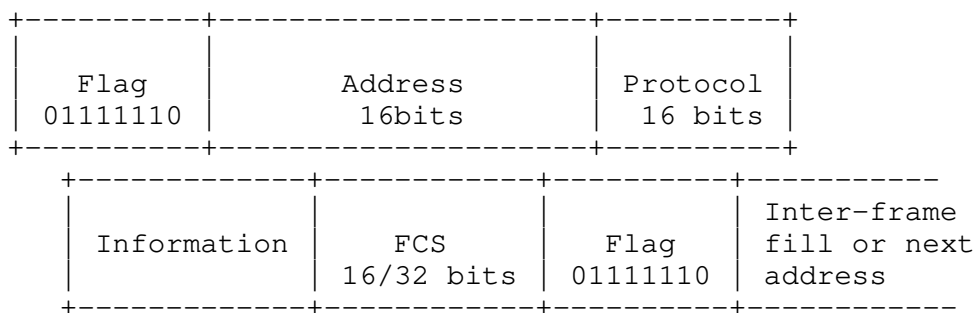 Flag Address Protocol
01111110 16bits 16 bits
Inter-frame
Information FCS Flag fill or next
16/32 bits 01111110 address